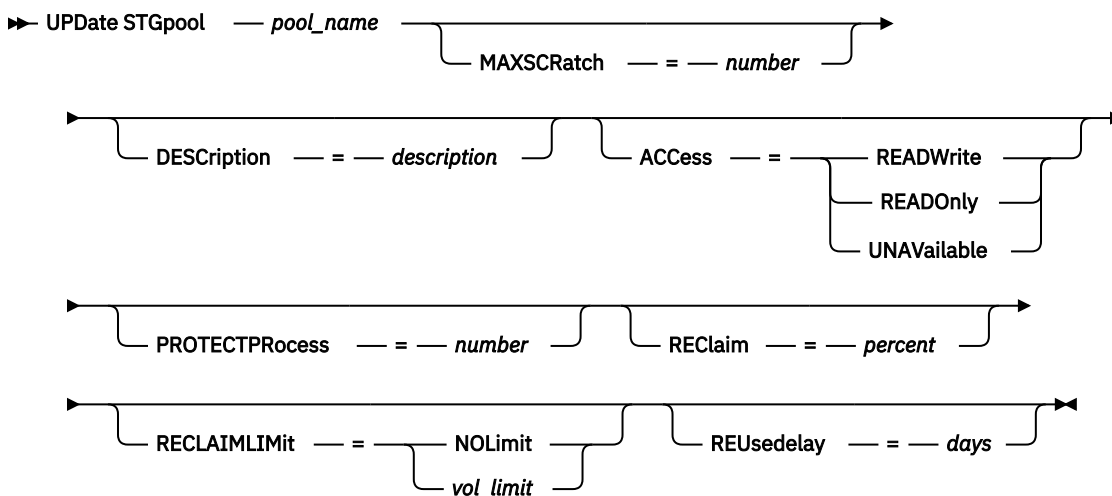 UPDate STGpool pool_name
MAXSCRatch = number
DESCription = description ACCess = READWrite
READOnly
UNAVailable
PROTECTPRocess = number REClaim = percent
RECLAIMLIMit = NOLimit REUsedelay = days
vol_limit